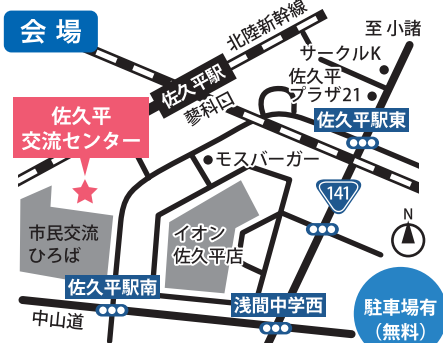 会場
北陸新幹線
至 小諸
サークルK
佐久平駅
佐久平
プラザ21
蓼科口
佐久平駅東
佐久平
交流センター
モスバーガー
141
N
市民交流
ひろば
イオン
佐久平店
佐久平駅南
浅間中学西
中山道
駐車場有
（無料）